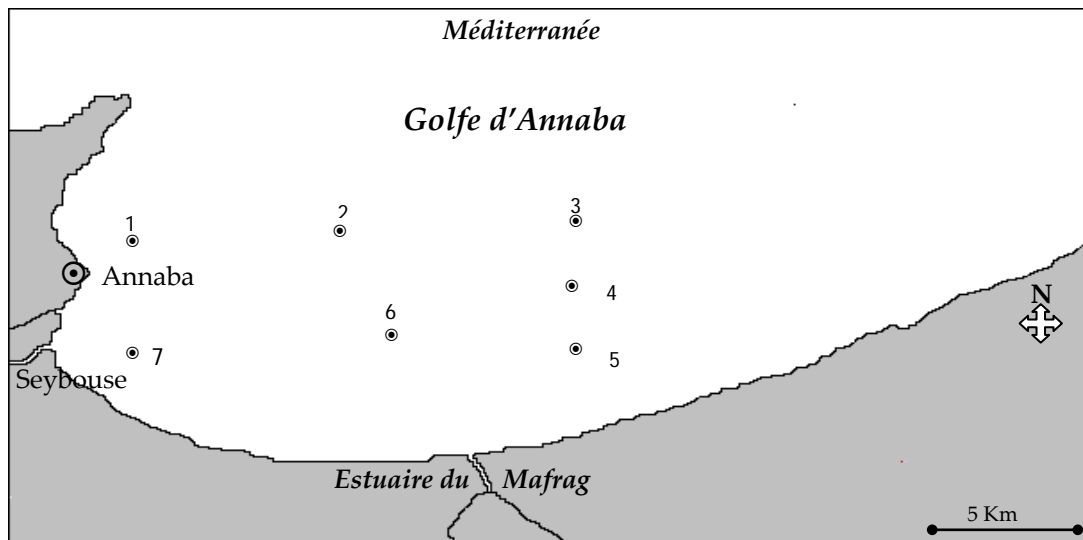 Méditerranée
Golfe d'Annaba
1
2
3
Annaba
4
N
6
7
5
Seybouse
Estuaire du Mafrag
5 Km